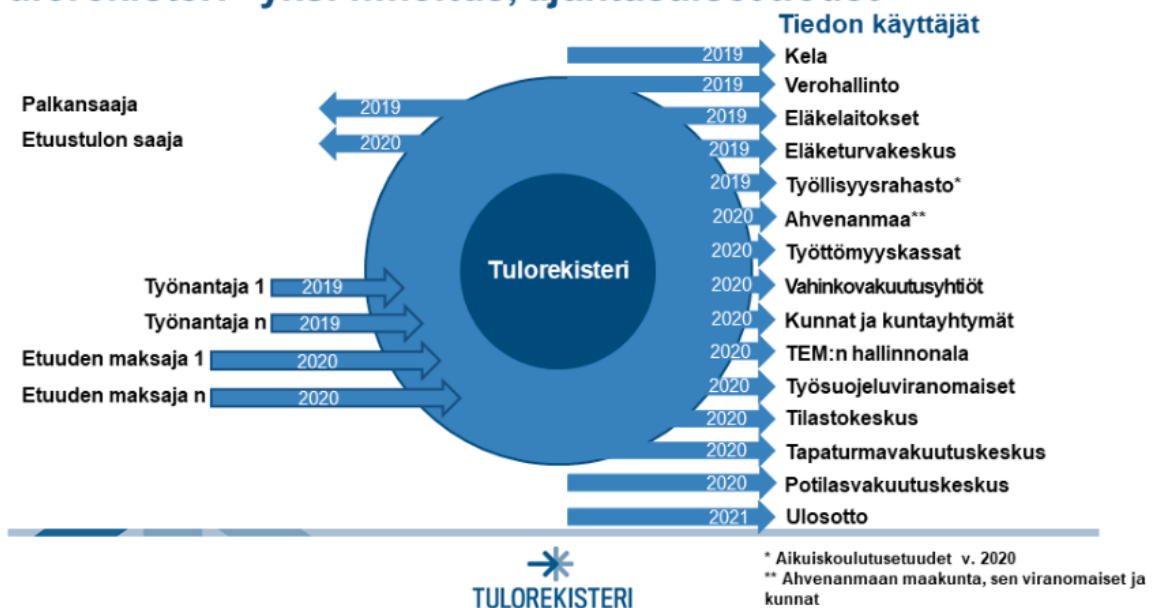 Tiedon käyttäjät
2019 Kela
2019 Verohallinto
Palkansaaja 2019
2019 Eläkelaitokset
Etuustulon saaja 2020
2019 Eläketurvakeskus
2019 Työllisyysrahasto*
2020 Ahvenanmaa**
2020 Työttömyyskassat
Tulorekisteri
Työnantaja 1 2019
2020 Vahinkovakuutusyhtiöt
Työnantaja n 2019
2020 Kunnat ja kuntayhtymät
Etuuden maksaja 1 2020
2020 TEM:n hallinnonala
Etuuden maksaja n 2020
2020 Työsuojeluviranomaiset
2020 Tilastokeskus
2020 Tapaturmavakuutuskeskus
2020 Potilasvakuutuskeskus
2021 Ulosotto
TULOREKISTERI
* Aikuiskoulutusetuudet v. 2020
** Ahvenanmaan maakunta, sen viranomaiset ja
kunnat